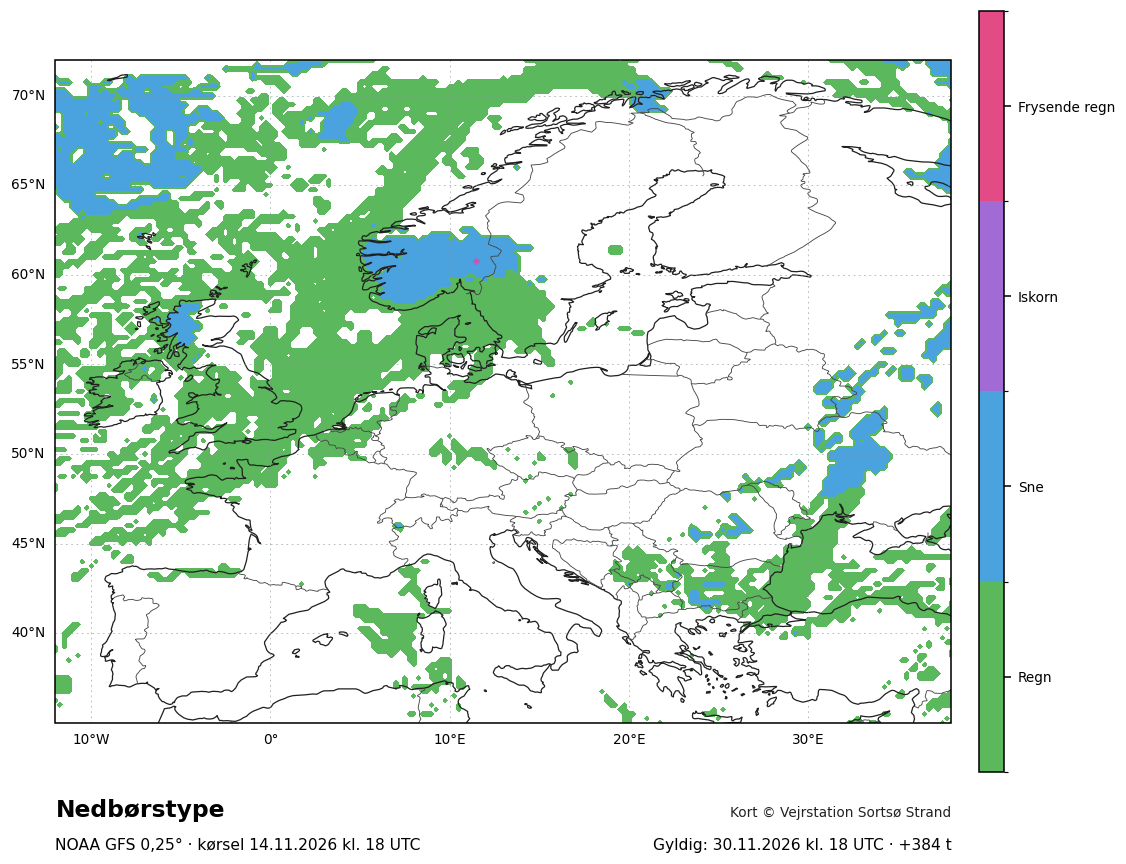 70°N
65°N
60°N
55°N
50°N
45°N
40°N
10°W
0°
10°E
20°E
30°E
Frysende regn
Iskorn
Sne
Regn
Nedbørstype
Kort © Vejrstation Sortsø Strand
NOAA GFS 0,25° · kørsel 14.11.2026 kl. 18 UTC
Gyldig: 30.11.2026 kl. 18 UTC · +384 t